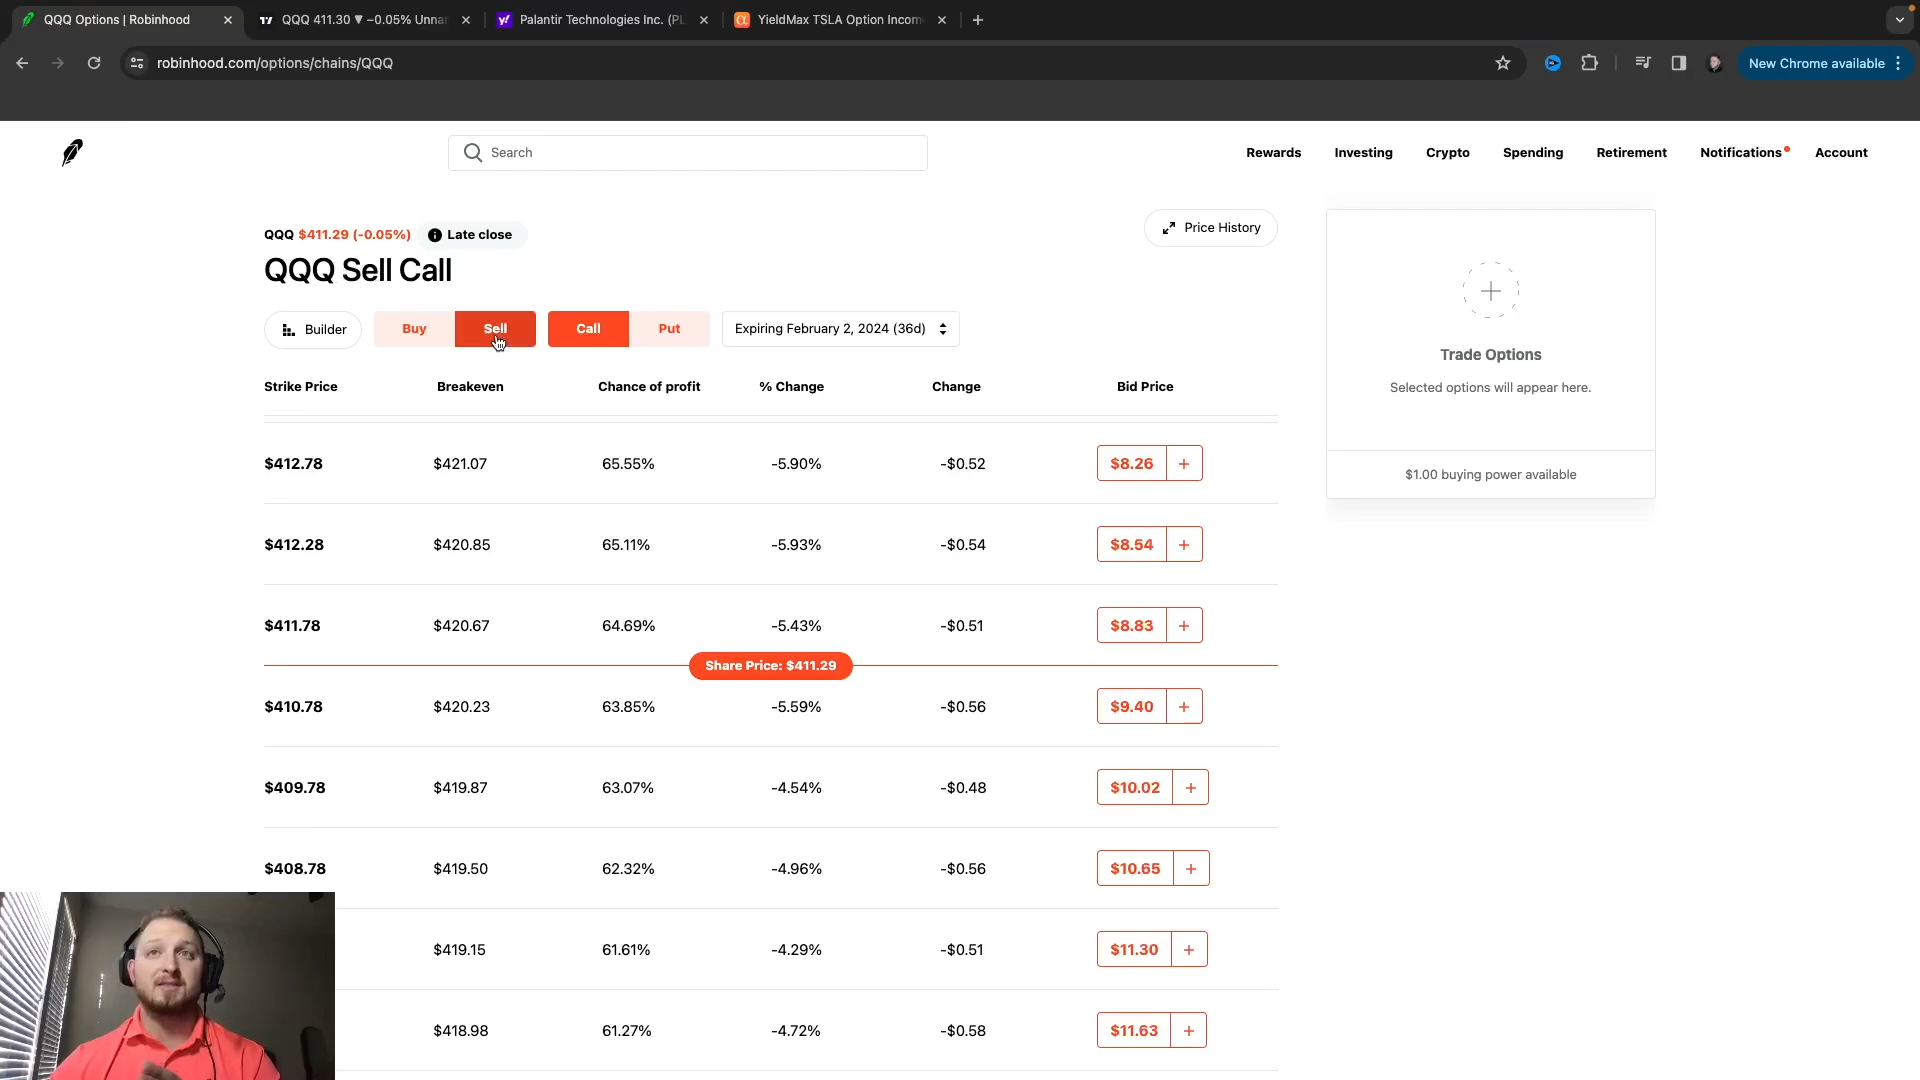 QQQ Options | Robinhood
QQQ 411.30 ▼ −0.05% Unna
Palantir Technologies Inc. (PL
YieldMax TSLA Option Incom
robinhood.com/options/chains/QQQ
New Chrome available
Search
Rewards
Investing
Crypto
Spending
Retirement
Notifications
Account
QQQ $411.29 (-0.05%)
Late close
Price History
QQQ Sell Call
Builder
Buy
Sell
Call
Put
Expiring February 2, 2024 (36d)
Strike Price Breakeven Chance of profit % Change Change Bid Price
$412.78 $421.07 65.55% -5.90% -$0.52 $8.26 +
$412.28 $420.85 65.11% -5.93% -$0.54 $8.54 +
$411.78 $420.67 64.69% -5.43% -$0.51 $8.83 +
Share Price: $411.29
$410.78 $420.23 63.85% -5.59% -$0.56 $9.40 +
$409.78 $419.87 63.07% -4.54% -$0.48 $10.02 +
$408.78 $419.50 62.32% -4.96% -$0.56 $10.65 +
$419.15 61.61% -4.29% -$0.51 $11.30 +
$418.98 61.27% -4.72% -$0.58 $11.63 +
Trade Options
Selected options will appear here.
$1.00 buying power available